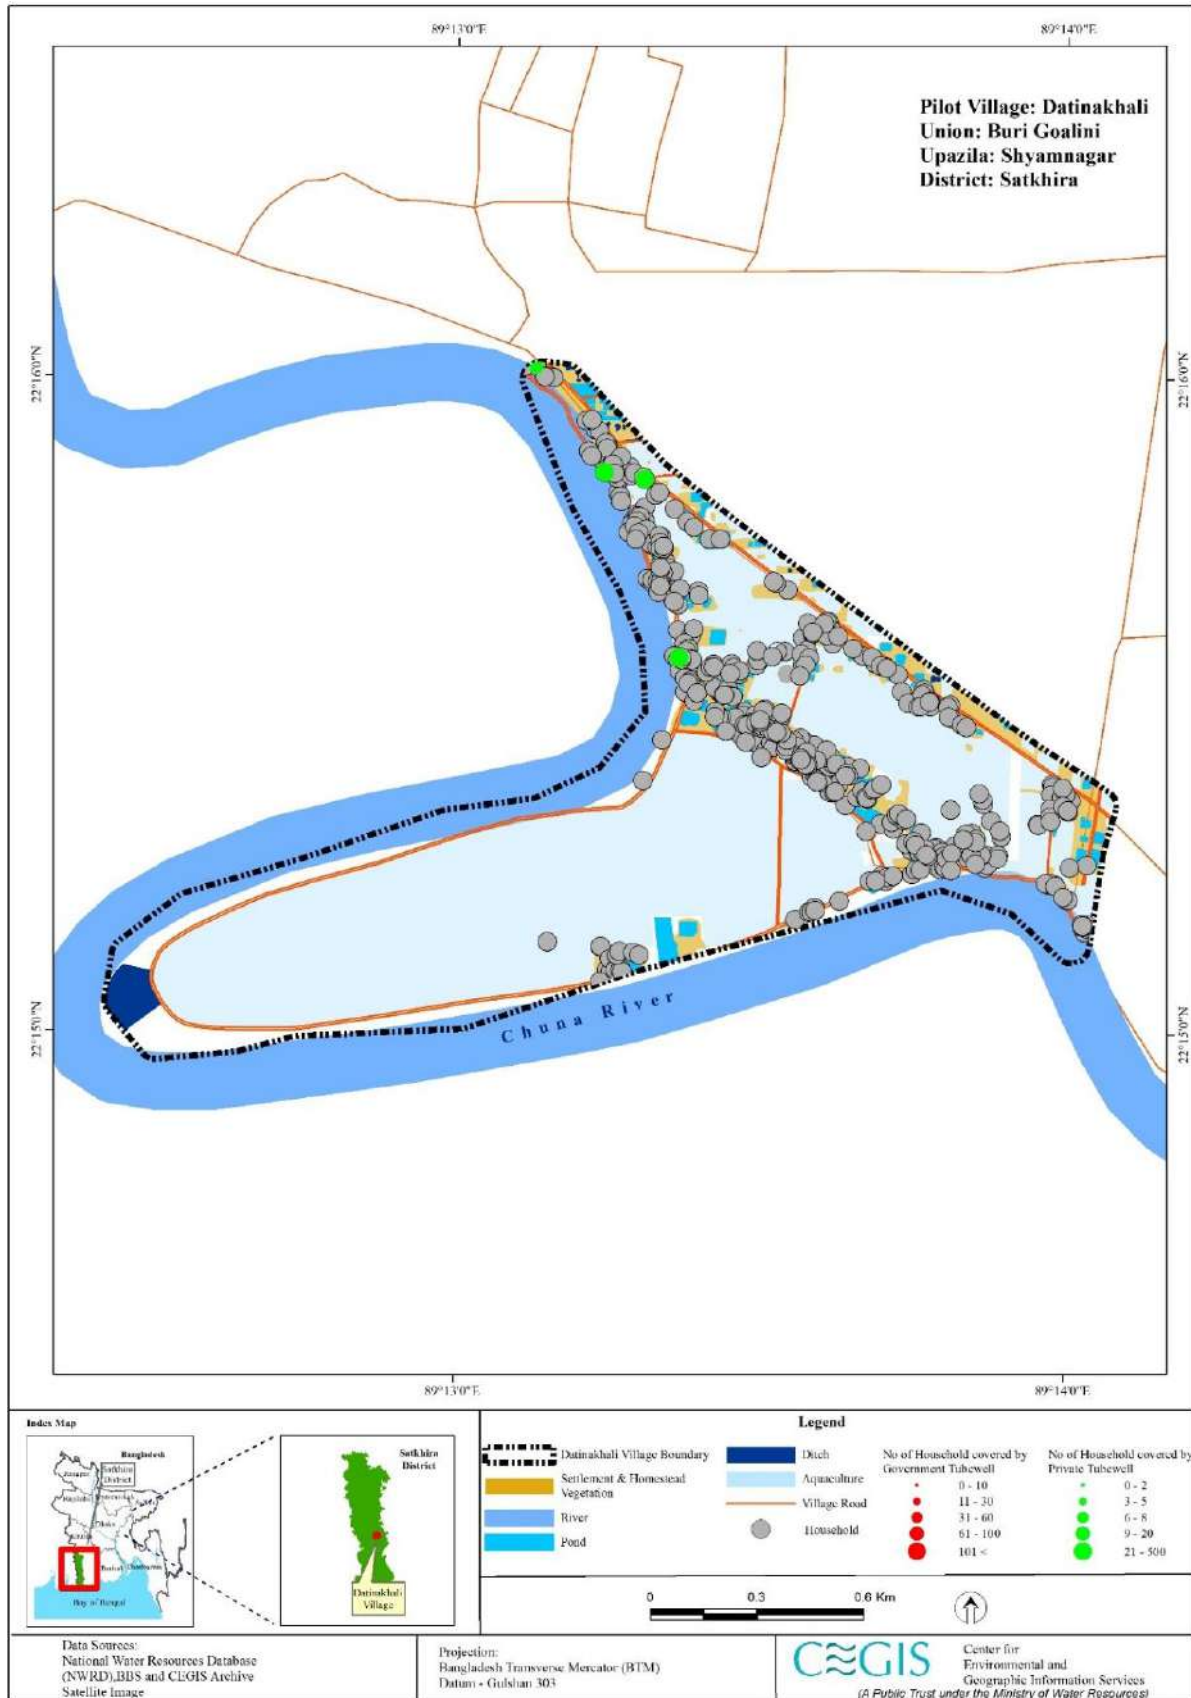 89°13'0"E
89°14'0"E
Pilot Village: Datinakhali
Union: Buri Goalini
Upazila: Shyamnagar
District: Satkhira
22°16'0"N
22°16'0"N
22°15'0"N
22°15'0"N
Chuna River
89°13'0"E
89°14'0"E
Index Map
Bangladesh
Satkhira
District
Dhaka
Khulna
Bay of Bengal
Satkhira
District
Datinakhali
Village
Legend
Datinakhali Village Boundary
Settlement & Homestead
Vegetation
River
Pond
Ditch
Aquaculture
Village Road
Household
No of Household covered by
Government Tubewell
0 - 10
11 - 30
31 - 60
61 - 100
101 <
No of Household covered by
Private Tubewell
0 - 2
3 - 5
6 - 8
9 - 20
21 - 500
0 0.3 0.6 Km
Data Sources:
National Water Resources Database
(NWRD),BBS and CEGIS Archive
Satellite Image
Projection:
Bangladesh Transverse Mercator (BTM)
Datum - Gulshan 303
CEGIS
Center for
Environmental and
Geographic Information Services
(A Public Trust under the Ministry of Water Resources)